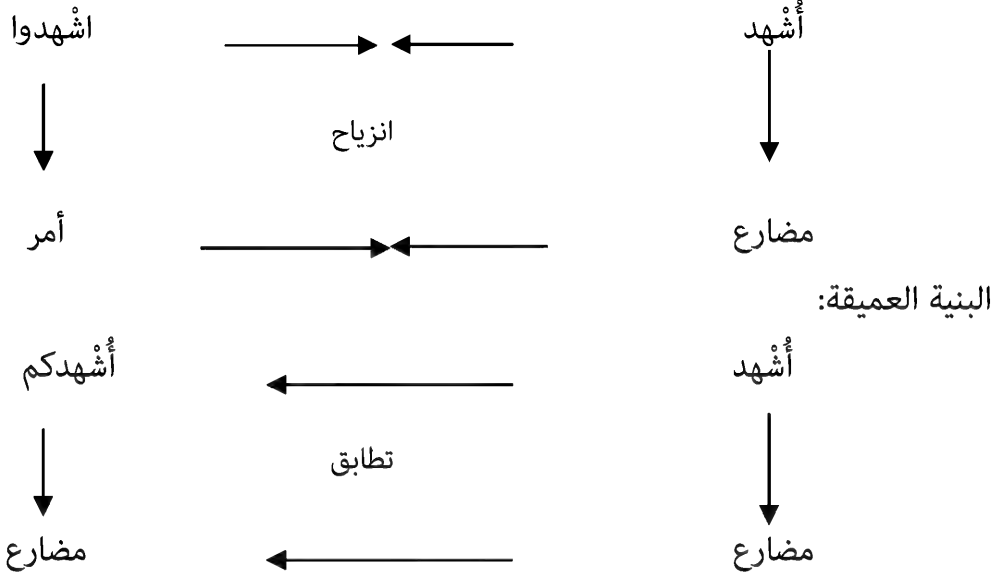 أُشْهد اشْهدوا
انزياح
مضارع أمر
البنية العميقة:
أُشْهد أُشْهدكم
تطابق
مضارع مضارع